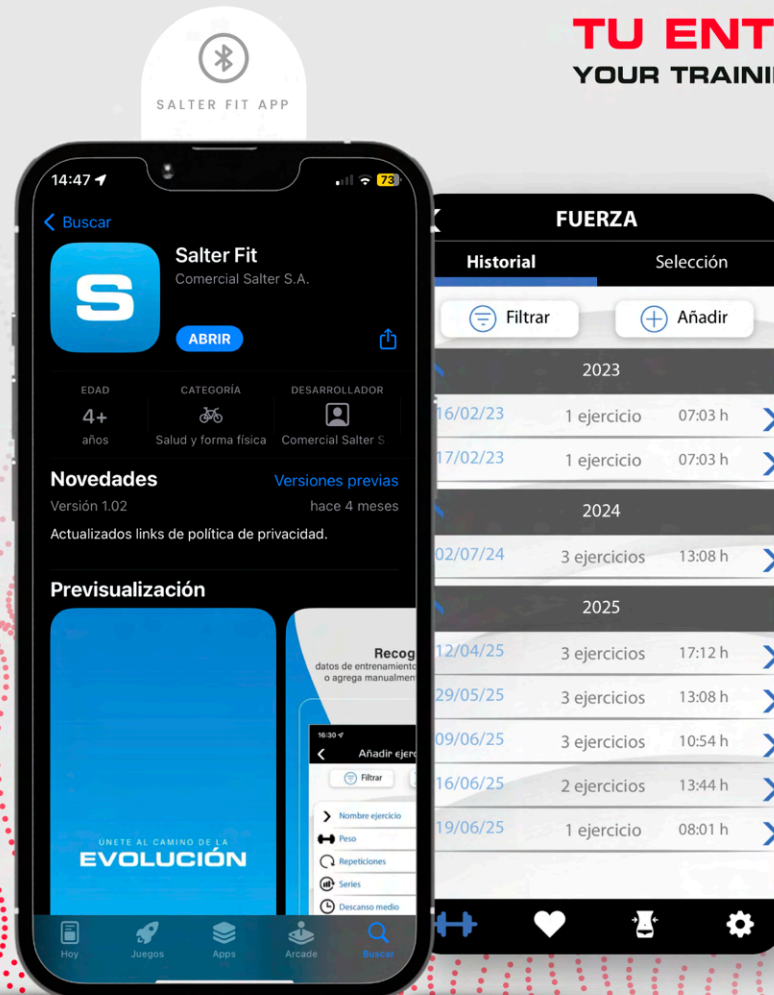 TU ENT
YOUR TRAINI
SALTER FIT APP
14:47
73
Buscar
Salter Fit
Comercial Salter S.A.
S
ABRIR
EDAD
4+
años
CATEGORÍA
Salud y forma física
DESARROLLADOR
Comercial Salter S
Novedades
Versiones previas
Versión 1.02
hace 4 meses
Actualizados links de política de privacidad.
Previsualización
ÚNETE AL CAMINO DE LA
EVOLUCIÓN
Recog
datos de entrenamiento
o agrega manualmen
16:30
Añadir ejerc
Filtrar
Nombre ejercicio
Peso
Repeticiones
Series
Descanso medio
Hoy
Juegos
Apps
Arcade
Buscar
FUERZA
Historial
Selección
Filtrar
Añadir
2023
16/02/23 1 ejercicio 07:03 h
17/02/23 1 ejercicio 07:03 h
2024
02/07/24 3 ejercicios 13:08 h
2025
12/04/25 3 ejercicios 17:12 h
29/05/25 3 ejercicios 13:08 h
09/06/25 3 ejercicios 10:54 h
16/06/25 2 ejercicios 13:44 h
19/06/25 1 ejercicio 08:01 h